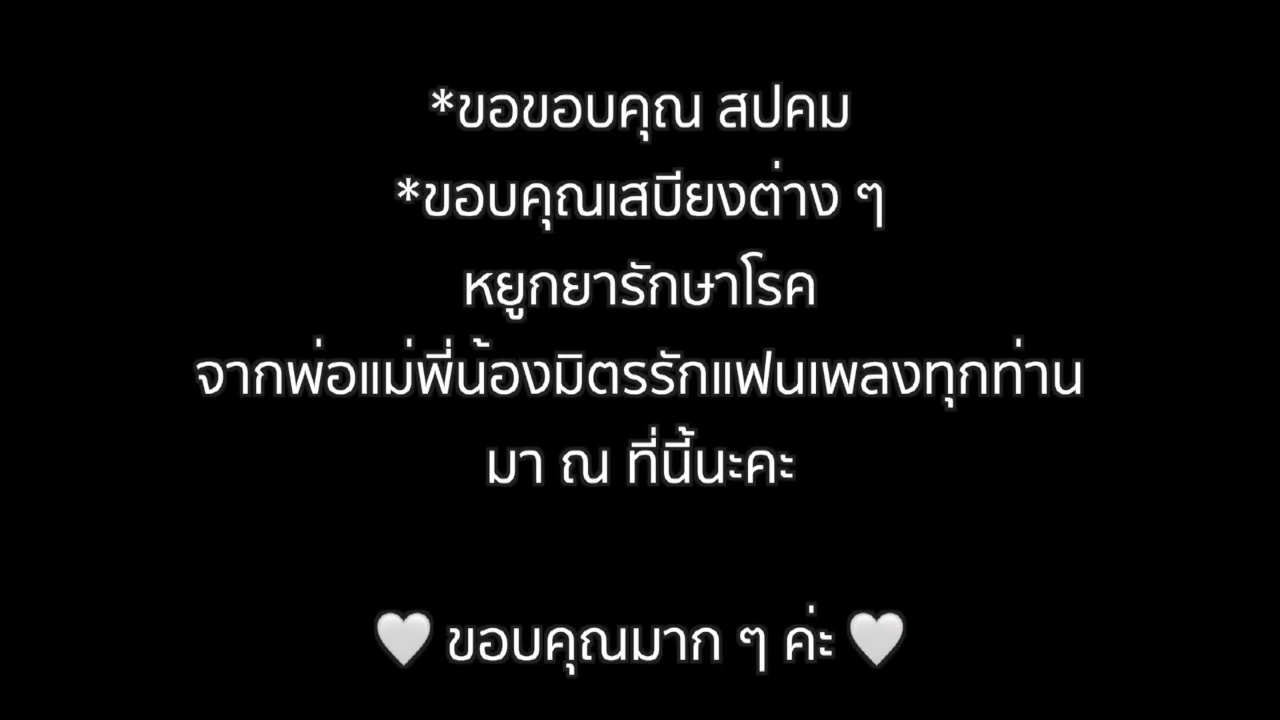 *ขอขอบคุณ สปคม
*ขอบคุณเสบียงต่าง ๆ
หยูกยารักษาโรค
จากพ่อแม่พี่น้องมิตรรักแฟนเพลงทุกท่าน
มา ณ ที่นี้นะคะ
🤍 ขอบคุณมาก ๆ ค่ะ 🤍